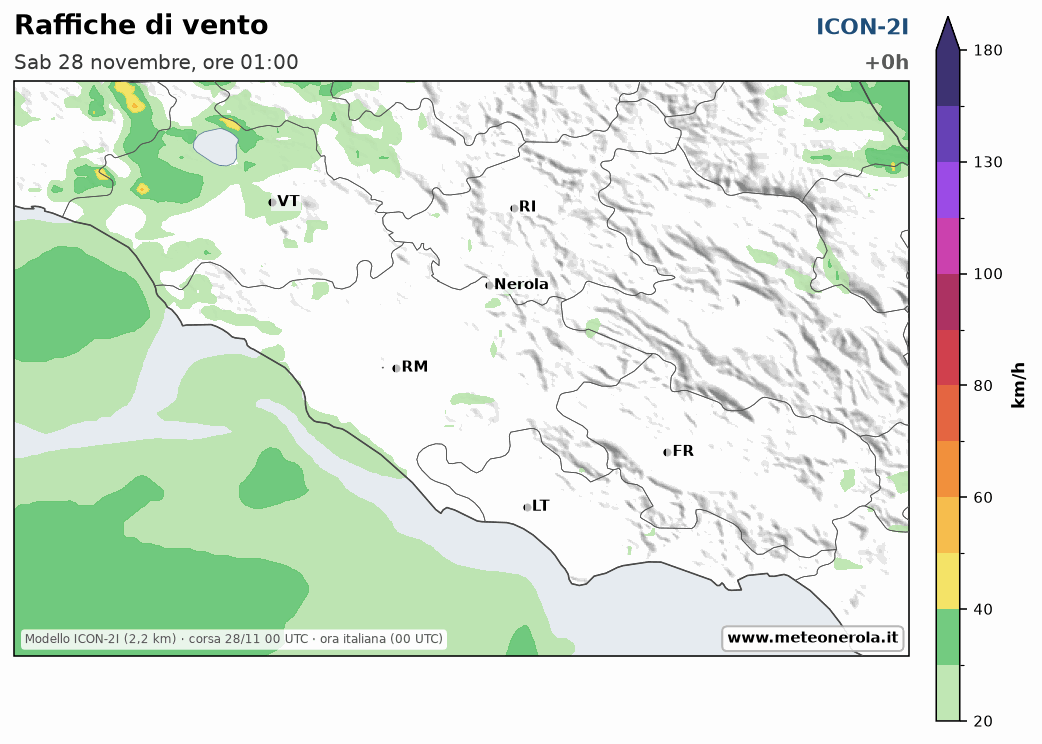 Raffiche di vento
ICON-2I
Sab 28 novembre, ore 01:00
+0h
VT
RI
Nerola
RM
FR
LT
Modello ICON-2I (2,2 km) · corsa 28/11 00 UTC · ora italiana (00 UTC)
www.meteonerola.it
180
130
100
80
60
40
20
km/h